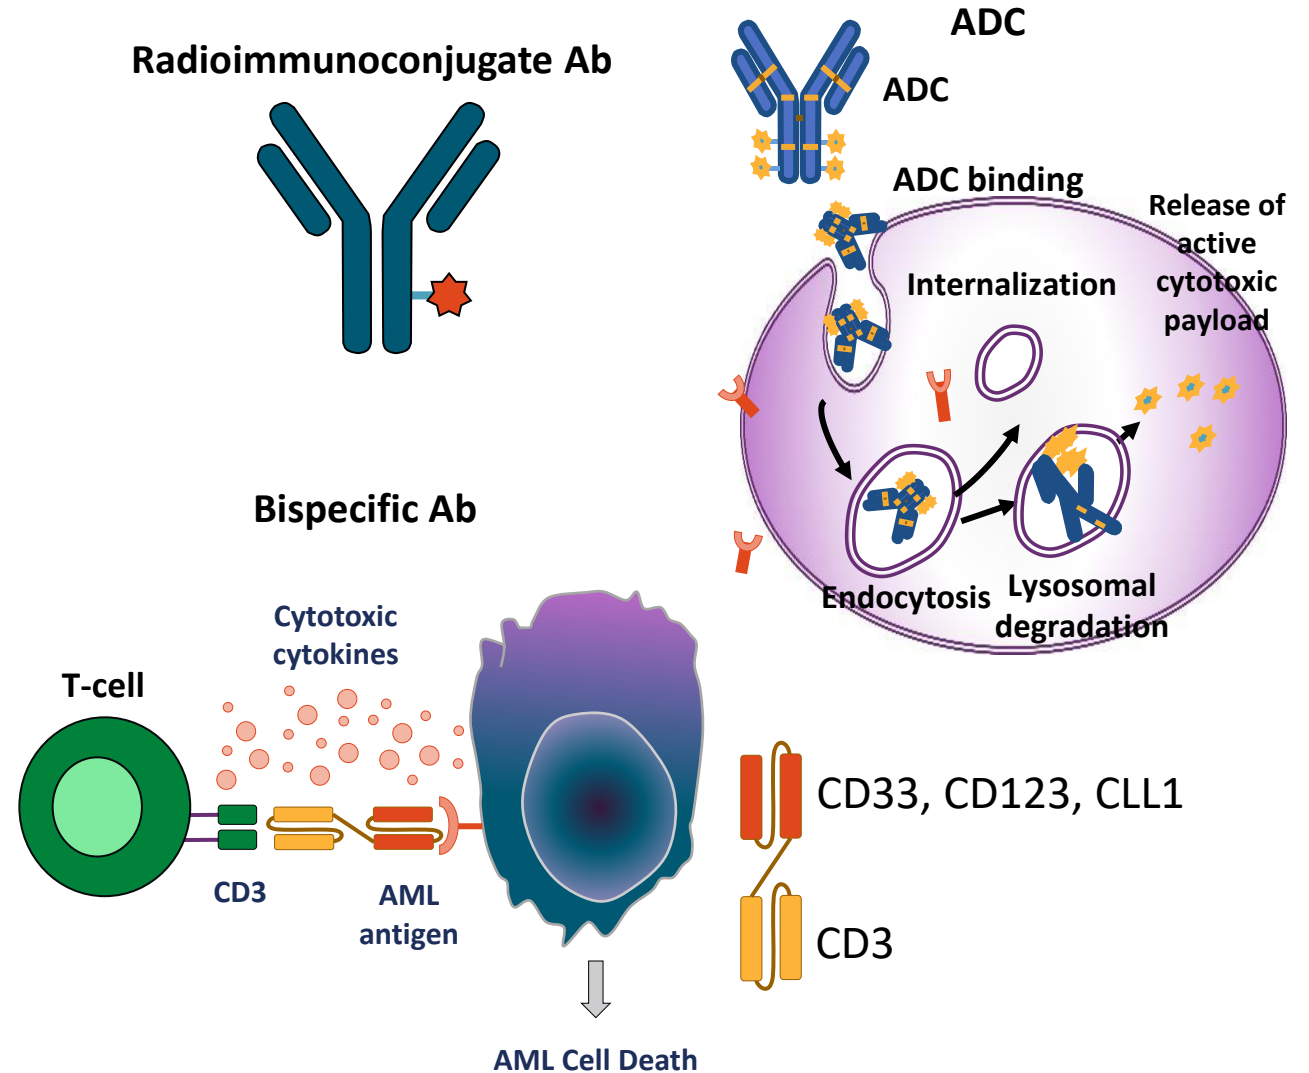 Radioimmunoconjugate Ab
ADC
ADC
ADC binding
Release of
active
cytotoxic
payload
Internalization
Endocytosis
Lysosomal
degradation
Bispecific Ab
Cytotoxic
cytokines
T-cell
CD3
AML
antigen
CD33, CD123, CLL1
CD3
AML Cell Death